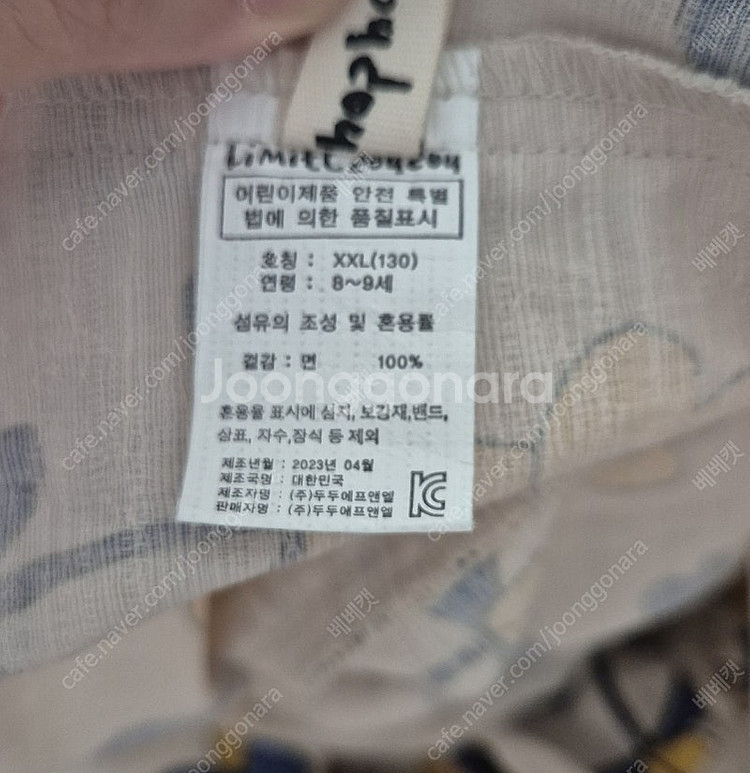 hopho
어린이제품 안전 특별
법에 의한 품질표시
호칭 : XXL(130)
연령 : 8~9세
섬유의 조성 및 혼용률
겉감 : 면 100%
혼용율 표시에 심지, 보강재,밴드,
상표, 자수,장식 등 제외
제조년월 : 2023년 04월
제조국명 : 대한민국
제조자명 : (주)두두에프앤엘
판매자명 : (주)두두에프앤엘
KC
Joonggonara
cafe.naver.com/joonggonara
베베캣